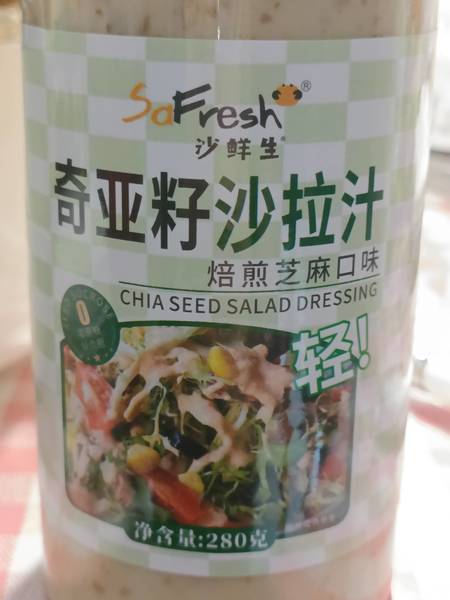 SaFresh®
沙鲜生®
奇亚籽沙拉汁
焙煎芝麻口味
CHIA SEED SALAD DRESSING
0
轻!
净含量:280克